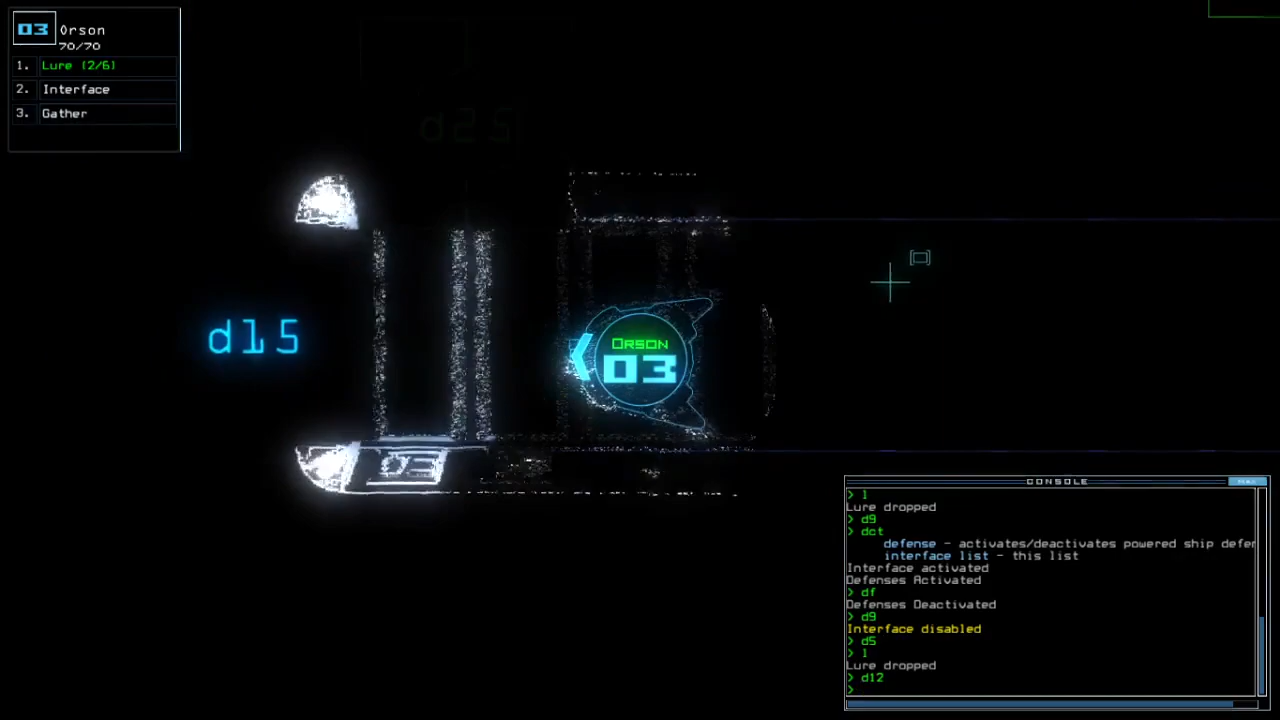 03 Orson
70/70
1. Lure (2/6)
2. Interface
3. Gather
d25
d15
Orson
03
03
CONSOLE
> l
Lure dropped
> d9
> dct
defense - activates/deactivates powered ship defen
interface list - this list
Interface activated
Defenses Activated
> df
Defenses Deactivated
> d9
Interface disabled
> d5
> l
Lure dropped
> d12
>